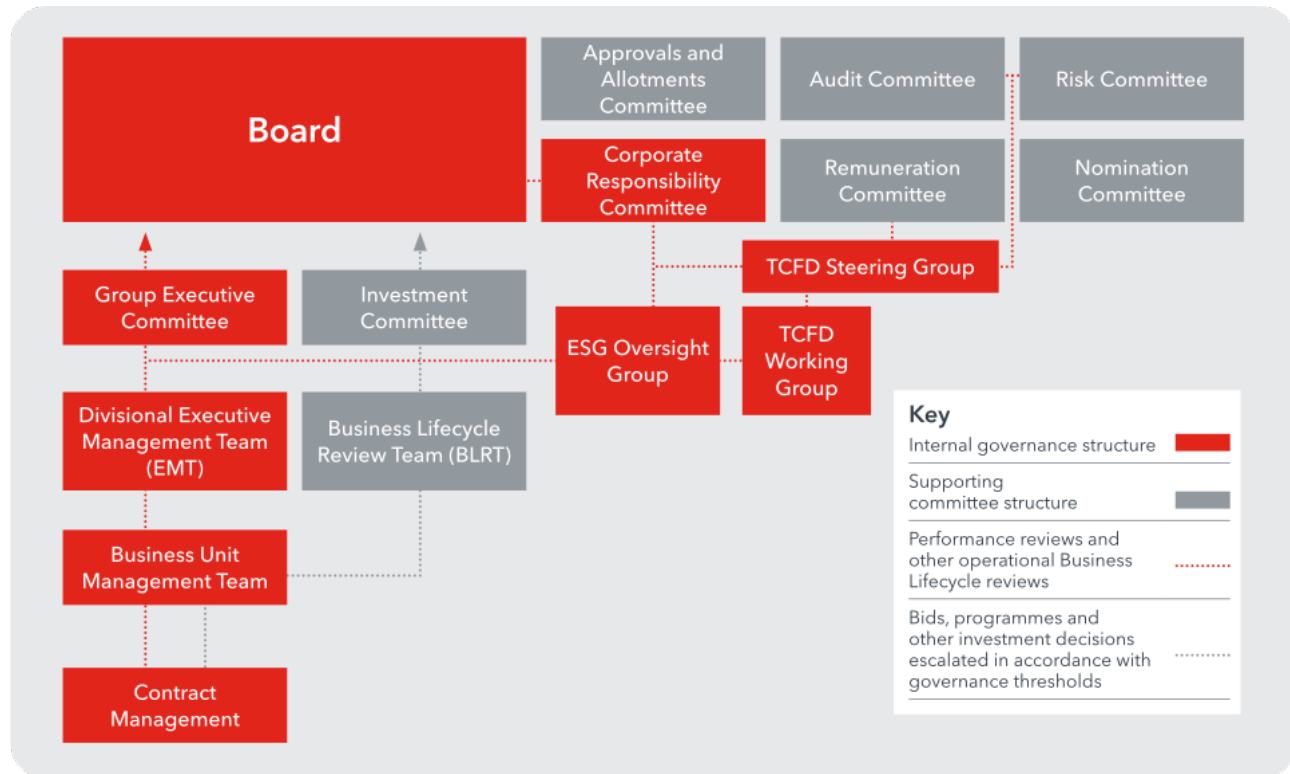 Board
Approvals and
Allotments
Committee
Audit Committee
Risk Committee
Corporate
Responsibility
Committee
Remuneration
Committee
Nomination
Committee
TCFD Steering Group
Group Executive
Committee
Investment
Committee
ESG Oversight
Group
TCFD
Working
Group
Divisional Executive
Management Team
(EMT)
Business Lifecycle
Review Team (BLRT)
Business Unit
Management Team
Contract
Management
Key
Internal governance structure
Supporting
committee structure
Performance reviews and
other operational Business
Lifecycle reviews
Bids, programmes and
other investment decisions
escalated in accordance with
governance thresholds